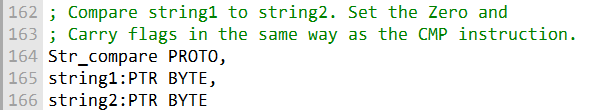 162 ; Compare string1 to string2. Set the Zero and
163 ; Carry flags in the same way as the CMP instruction.
164 Str_compare PROTO,
165 string1:PTR BYTE,
166 string2:PTR BYTE